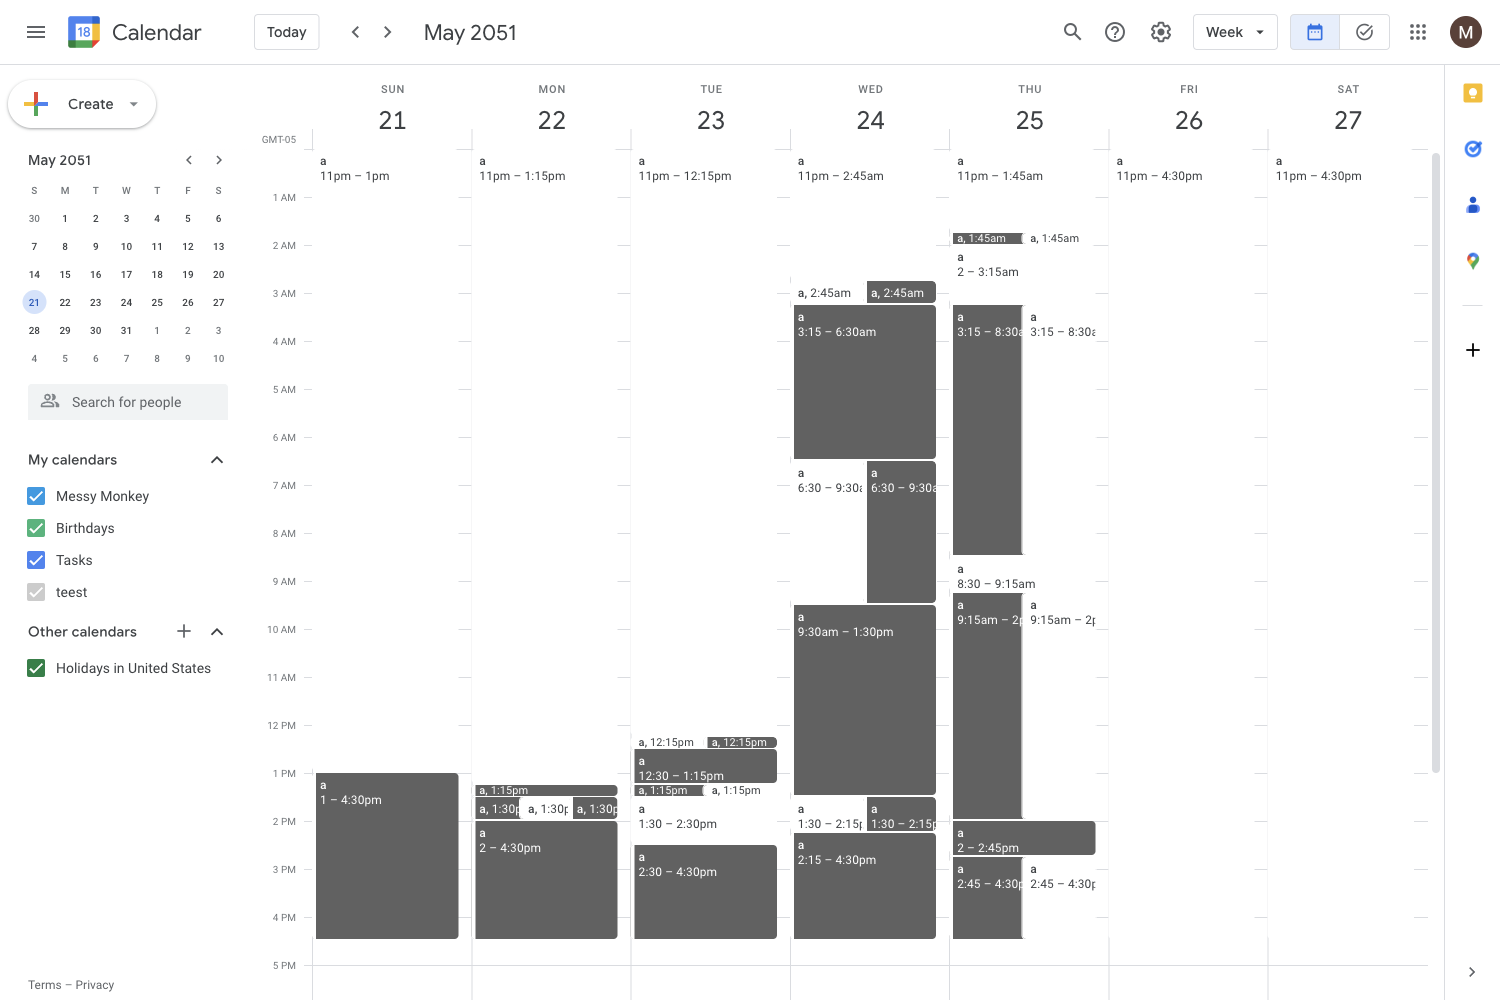 18 Calendar
Today
May 2051
Week
M
Create
SUN MON TUE WED THU FRI SAT
21 22 23 24 25 26 27
GMT-05
May 2051
S M T W T F S
30 1 2 3 4 5 6
7 8 9 10 11 12 13
14 15 16 17 18 19 20
21 22 23 24 25 26 27
28 29 30 31 1 2 3
4 5 6 7 8 9 10
Search for people
My calendars
Messy Monkey
Birthdays
Tasks
teest
Other calendars
Holidays in United States
Terms – Privacy
1 AM
2 AM
3 AM
4 AM
5 AM
6 AM
7 AM
8 AM
9 AM
10 AM
11 AM
12 PM
1 PM
2 PM
3 PM
4 PM
5 PM
a
11pm – 1pm
a
1 – 4:30pm
a
11pm – 1:15pm
a, 1:15pm
a, 1:30p
a, 1:30p
a, 1:30p
a
2 – 4:30pm
a
11pm – 12:15pm
a, 12:15pm
a, 12:15pm
a
12:30 – 1:15pm
a, 1:15pm
a, 1:15pm
a
1:30 – 2:30pm
a
2:30 – 4:30pm
a
11pm – 2:45am
a, 2:45am
a, 2:45am
a
3:15 – 6:30am
a
6:30 – 9:30a
a
6:30 – 9:30a
a
9:30am – 1:30pm
a
1:30 – 2:15p
a
1:30 – 2:15p
a
2:15 – 4:30pm
a
11pm – 1:45am
a, 1:45am
a, 1:45am
a
2 – 3:15am
a
3:15 – 8:30a
a
3:15 – 8:30a
a
8:30 – 9:15am
a
9:15am – 2p
a
9:15am – 2p
a
2 – 2:45pm
a
2:45 – 4:30p
a
2:45 – 4:30p
a
11pm – 4:30pm
a
11pm – 4:30pm